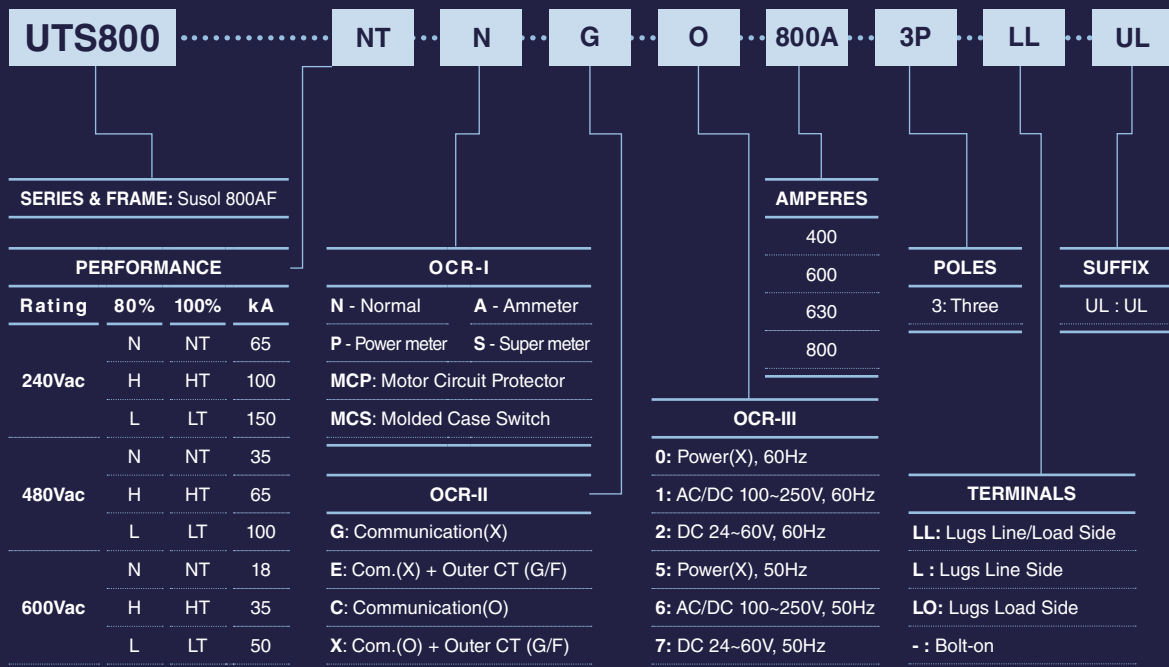 UTS800 NT N G O 800A 3P LL UL
SERIES & FRAME: Susol 800AF
PERFORMANCE
Rating 80% 100% kA
240Vac
N NT 65
H HT 100
L LT 150
480Vac
N NT 35
H HT 65
L LT 100
600Vac
N NT 18
H HT 35
L LT 50
OCR-I
N - Normal A - Ammeter
P - Power meter S - Super meter
MCP: Motor Circuit Protector
MCS: Molded Case Switch
OCR-II
G: Communication(X)
E: Com.(X) + Outer CT (G/F)
C: Communication(O)
X: Com.(O) + Outer CT (G/F)
AMPERES
400
600
630
800
OCR-III
0: Power(X), 60Hz
1: AC/DC 100~250V, 60Hz
2: DC 24~60V, 60Hz
5: Power(X), 50Hz
6: AC/DC 100~250V, 50Hz
7: DC 24~60V, 50Hz
POLES
3: Three
SUFFIX
UL : UL
TERMINALS
LL: Lugs Line/Load Side
L : Lugs Line Side
LO: Lugs Load Side
- : Bolt-on